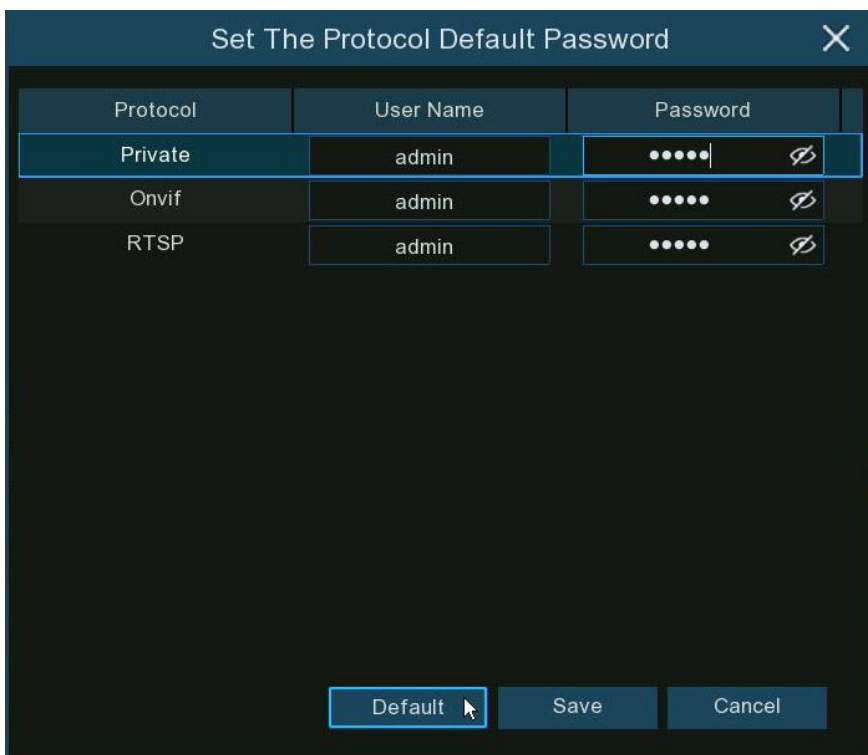 Set The Protocol Default Password
Protocol User Name Password
Private admin •••••
Onvif admin •••••
RTSP admin •••••
Default Save Cancel